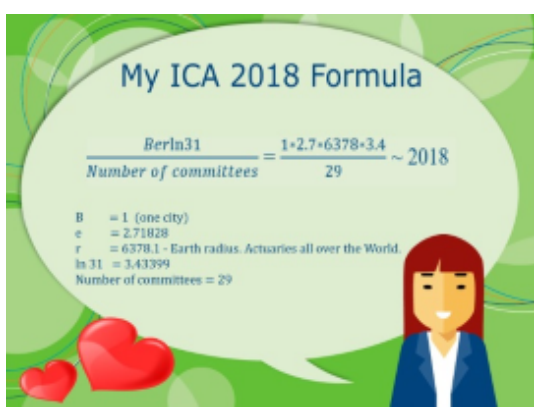 My ICA 2018 Formula
Berln31 / Number of committees = 1*2.7*6378*3.4 / 29 ~ 2018
B = 1 (one city)
e = 2.71828
r = 6378.1 - Earth radius. Actuaries all over the World.
ln 31 = 3.43399
Number of committees = 29